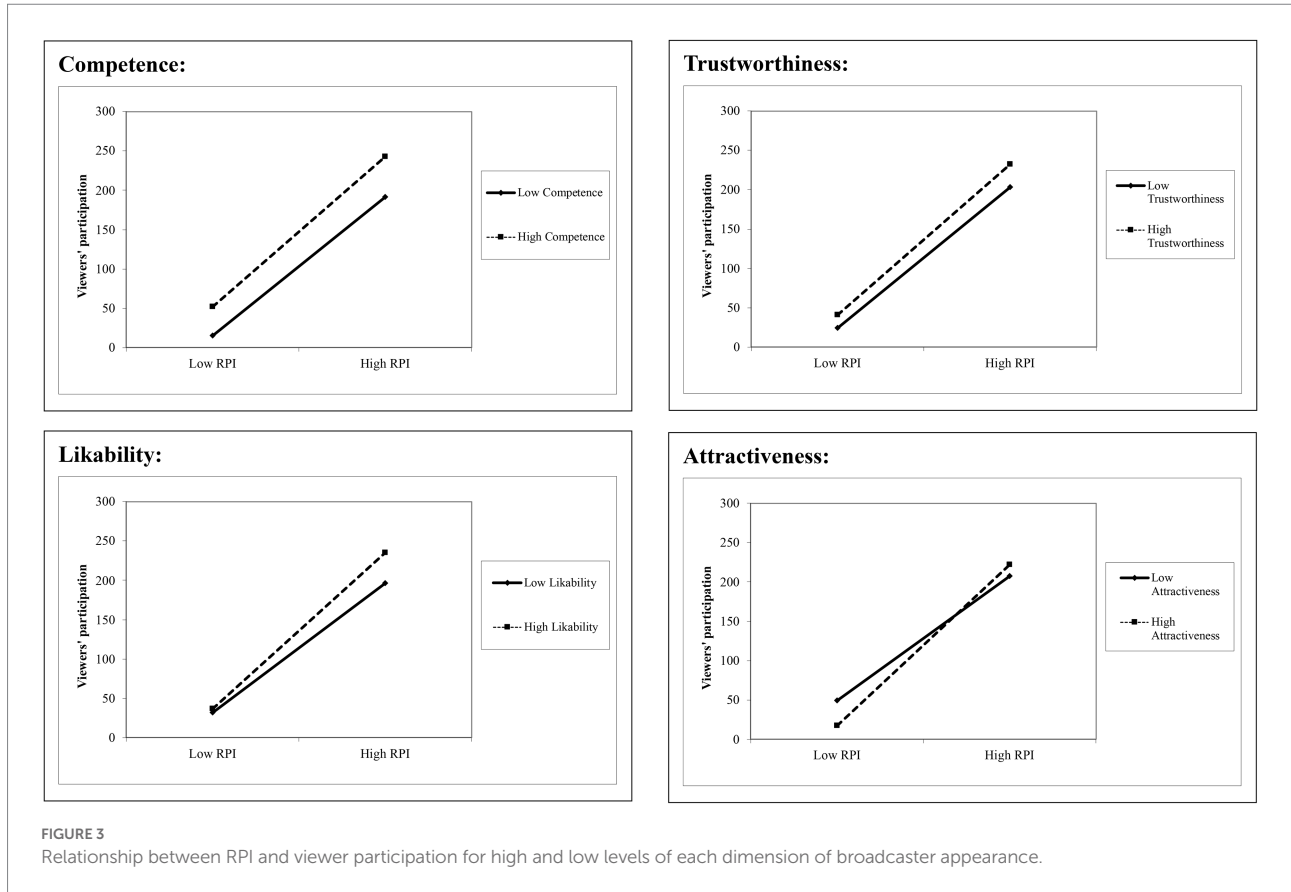 Competence:
300
250
200
150
100
50
0
Viewers' participation
Low RPI
High RPI
Low Competence
High Competence
Trustworthiness:
300
250
200
150
100
50
0
Viewers' participation
Low RPI
High RPI
Low
Trustworthiness
High
Trustworthiness
Likability:
300
250
200
150
100
50
0
Viewers' participation
Low RPI
High RPI
Low Likability
High Likability
Attractiveness:
300
250
200
150
100
50
0
Viewers' participation
Low RPI
High RPI
Low
Attractiveness
High
Attractiveness
FIGURE 3
Relationship between RPI and viewer participation for high and low levels of each dimension of broadcaster appearance.